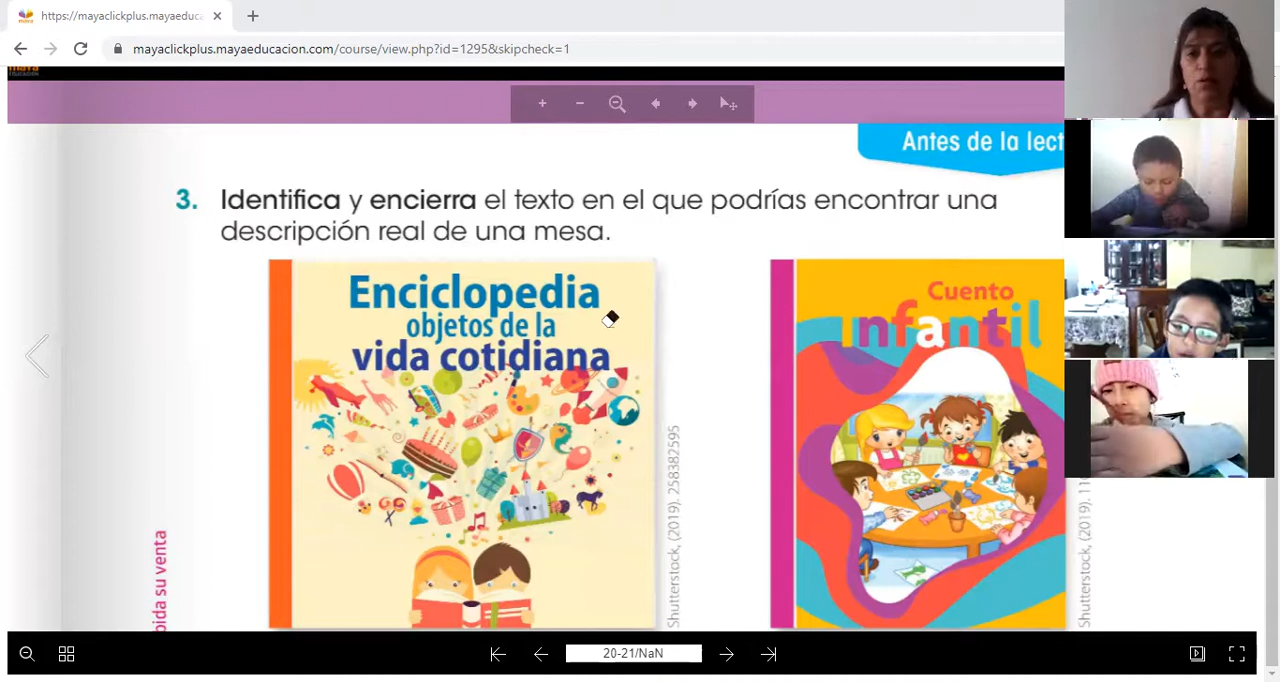 https://mayaclickplus.mayaeduca
mayaclickplus.mayaeducacion.com/course/view.php?id=1295&skipcheck=1
Antes de la lect
3. Identifica y encierra el texto en el que podrías encontrar una
descripción real de una mesa.
Enciclopedia
objetos de la
vida cotidiana
Shutterstock, (2019). 258382595
Cuento
infantil
Shutterstock, (2019). 11
bida su venta
20-21/NaN